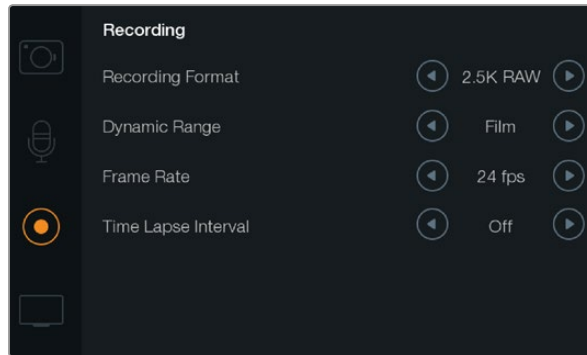 Recording
Recording Format 2.5K RAW
Dynamic Range Film
Frame Rate 24 fps
Time Lapse Interval Off